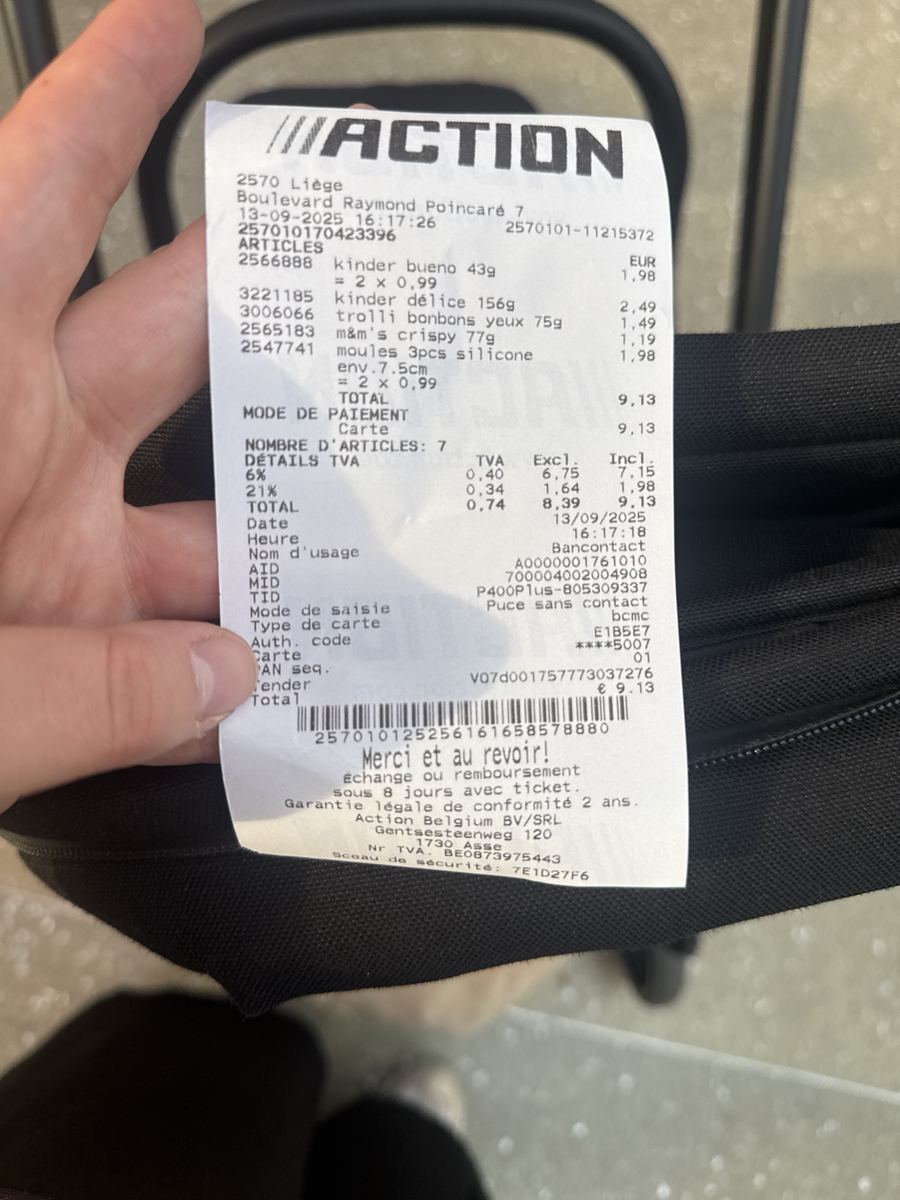 ///ACTION
2570 Liège
Boulevard Raymond Poincaré 7
13-09-2025 16:17:26 2570101-11215372
257010170423396
ARTICLES EUR
2566888 kinder bueno 43g 1,98
= 2 x 0,99
3221185 kinder délice 156g 2,49
3006066 trolli bonbons yeux 75g 1,49
2565183 m&m's crispy 77g 1,19
2547741 moules 3pcs silicone 1,98
env.7.5cm
= 2 x 0,99
TOTAL 9,13
MODE DE PAIEMENT
Carte 9,13
NOMBRE D'ARTICLES: 7
DÉTAILS TVA TVA Excl. Incl.
6% 0,40 6,75 7,15
21% 0,34 1,64 1,98
TOTAL 0,74 8,39 9,13
Date 13/09/2025
Heure 16:17:18
Nom d'usage Bancontact
AID A0000001761010
MID 700004002004908
TID P400Plus-805309337
Mode de saisie Puce sans contact
Type de carte bcmc
Auth. code E1B5E7
Carte ****5007
PAN seq. 01
Tender VQ7d001757773037276
Total € 9.13
2570101252561616585788​80
Merci et au revoir!
Échange ou remboursement
sous 8 jours avec ticket.
Garantie légale de conformité 2 ans.
Action Belgium BV/SRL
Gentsesteenweg 120
1730 Asse
Nr TVA. BE0873975443
Sceau de sécurité: 7E1D27F6